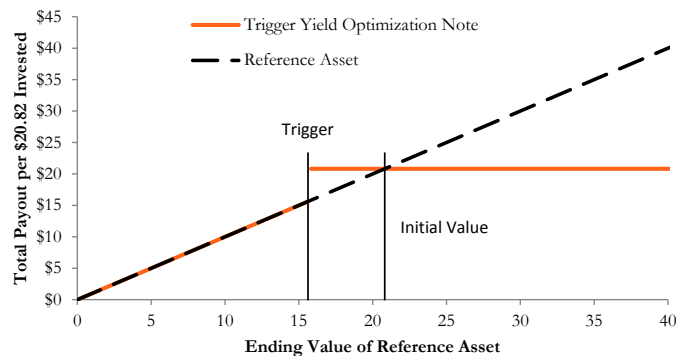 Total Payout per $20.82 Invested
$45
$40
$35
$30
$25
$20
$15
$10
$5
$0
Trigger Yield Optimization Note
Reference Asset
Trigger
Initial Value
0 5 10 15 20 25 30 35 40
Ending Value of Reference Asset